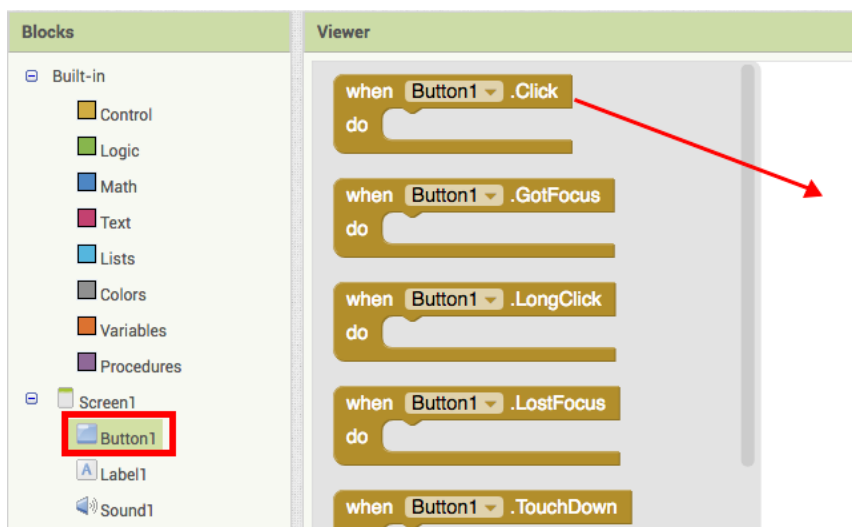 Blocks
Built-in
Control
Logic
Math
Text
Lists
Colors
Variables
Procedures
Screen1
Button1
Label1
Sound1
Viewer
when Button1 .Click
do
when Button1 .GotFocus
do
when Button1 .LongClick
do
when Button1 .LostFocus
do
when Button1 .TouchDown